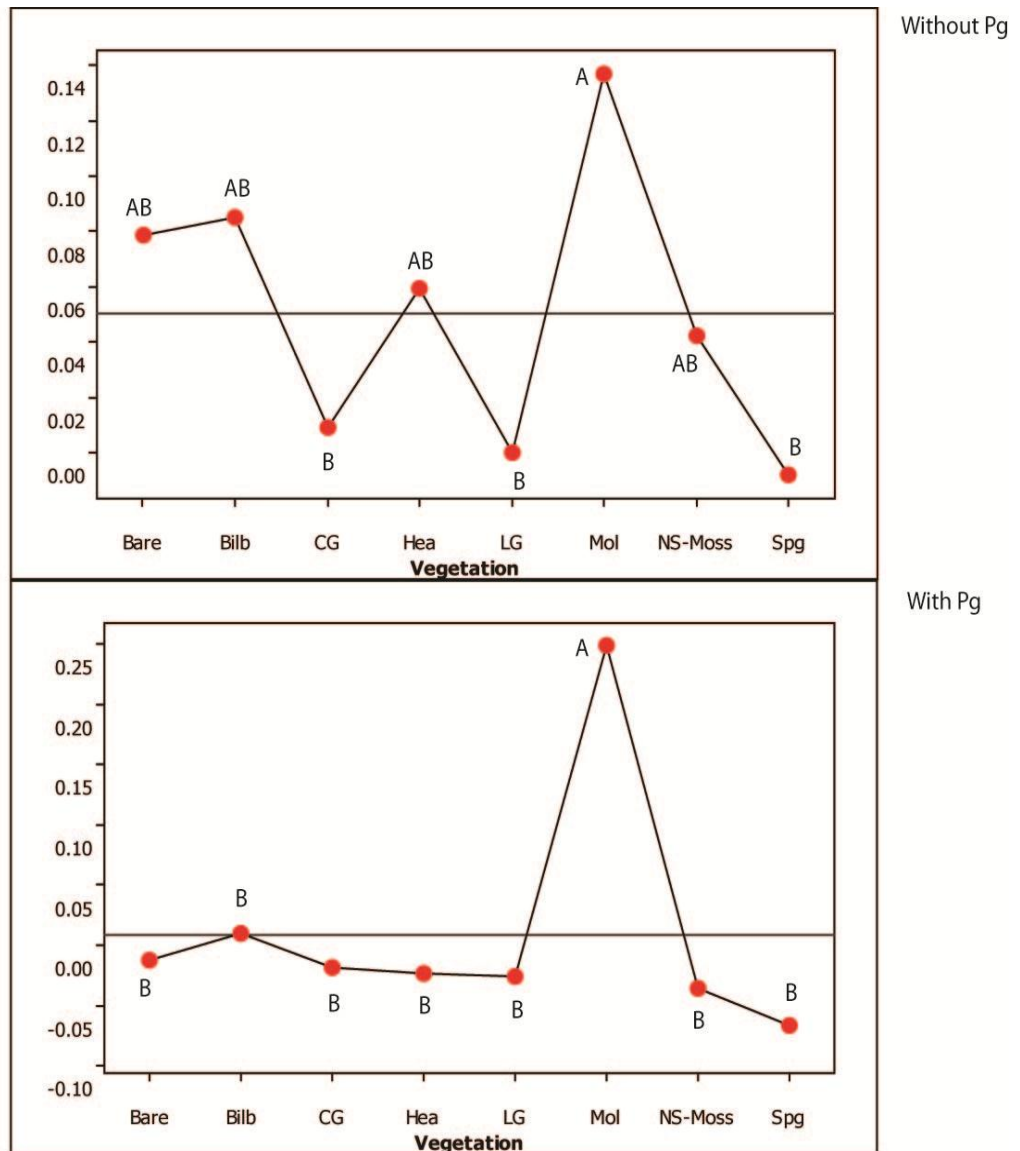 Without Pg
0.14
A
0.12
0.10
AB
AB
0.08
AB
0.06
0.04
AB
0.02
B
B
B
0.00
Bare Bilb CG Hea LG Mol NS-Moss Spg
Vegetation
With Pg
0.25
A
0.20
0.15
0.10
0.05
B
0.00
B
B
B
B
B
B
-0.05
-0.10
Bare Bilb CG Hea LG Mol NS-Moss Spg
Vegetation